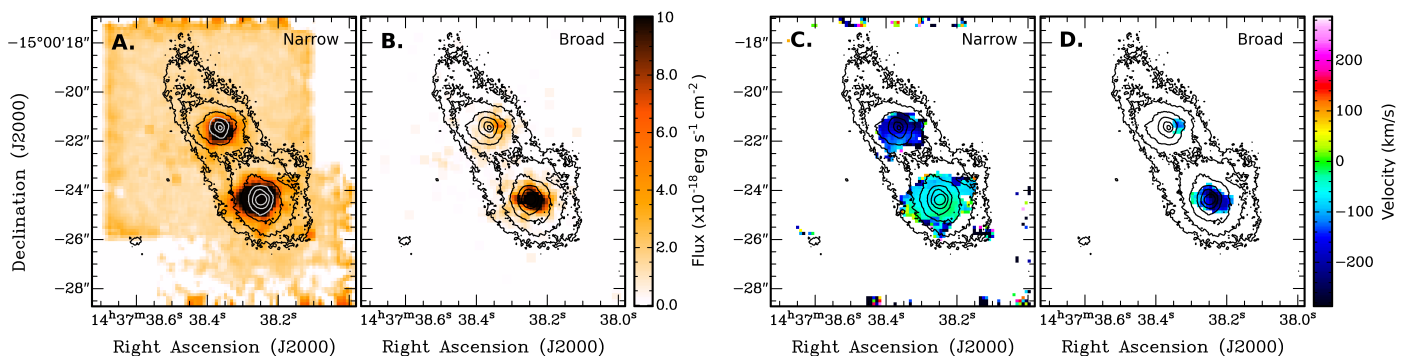 A. Narrow
B. Broad
C. Narrow
D. Broad
−15°00′18″
−20″
−22″
−24″
−26″
−28″
Declination (J2000)
14ʰ37ᵐ38.6ˢ 38.4ˢ 38.2ˢ
38.6ˢ 38.4ˢ 38.2ˢ 38.0ˢ
Right Ascension (J2000)
Right Ascension (J2000)
10
8.0
6.0
4.0
2.0
0.0
Flux (x10⁻¹⁸erg s⁻¹ cm⁻²)
−18″
−20″
−22″
−24″
−26″
−28″
14ʰ37ᵐ38.6ˢ 38.4ˢ 38.2ˢ
38.6ˢ 38.4ˢ 38.2ˢ 38.0ˢ
Right Ascension (J2000)
Right Ascension (J2000)
200
100
0
−100
−200
Velocity (km/s)